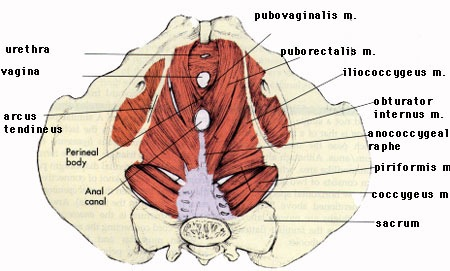 pubovaginalis m.
urethra
puborectalis m.
vagina
iliococcygeus m.
arcus
tendineus
obturator
internus m.
anococcygeal
raphe
Perineal
body
piriformis m
Anal
canal
coccygeus m
sacrum